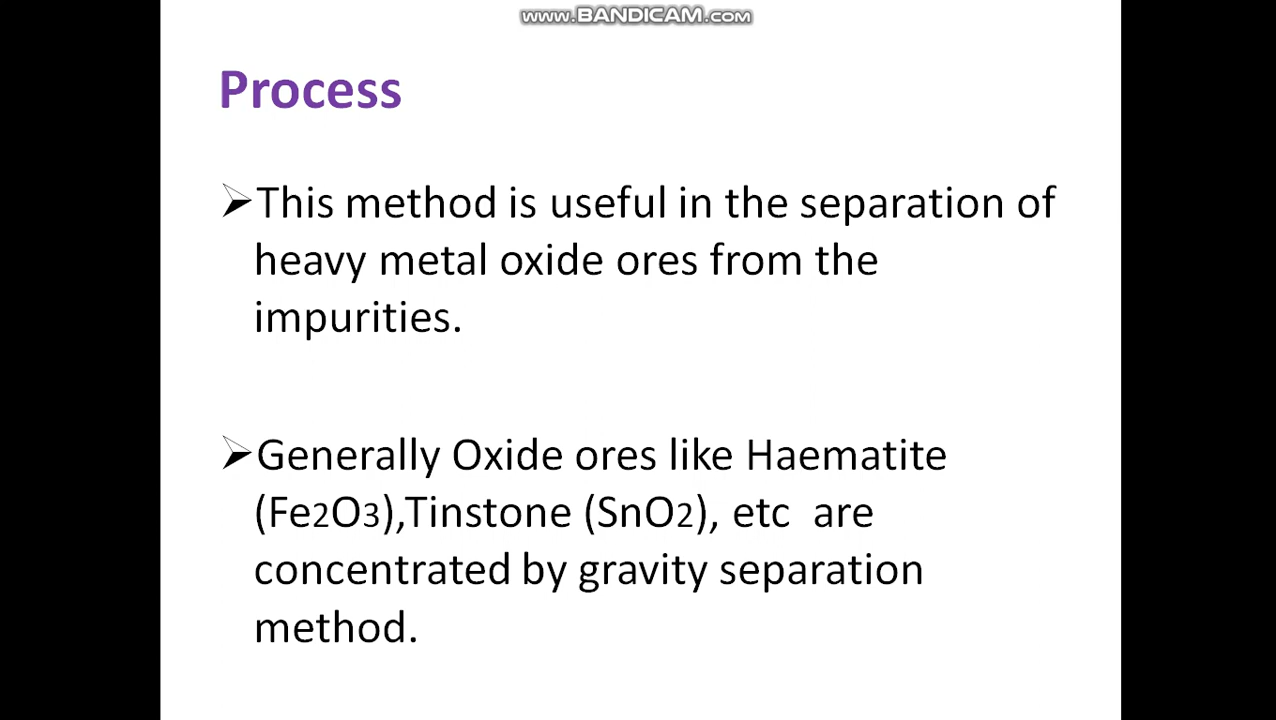 www.BANDICAM.com
Process
➢This method is useful in the separation of
heavy metal oxide ores from the
impurities.
➢Generally Oxide ores like Haematite
(Fe2O3),Tinstone (SnO2), etc  are
concentrated by gravity separation
method.